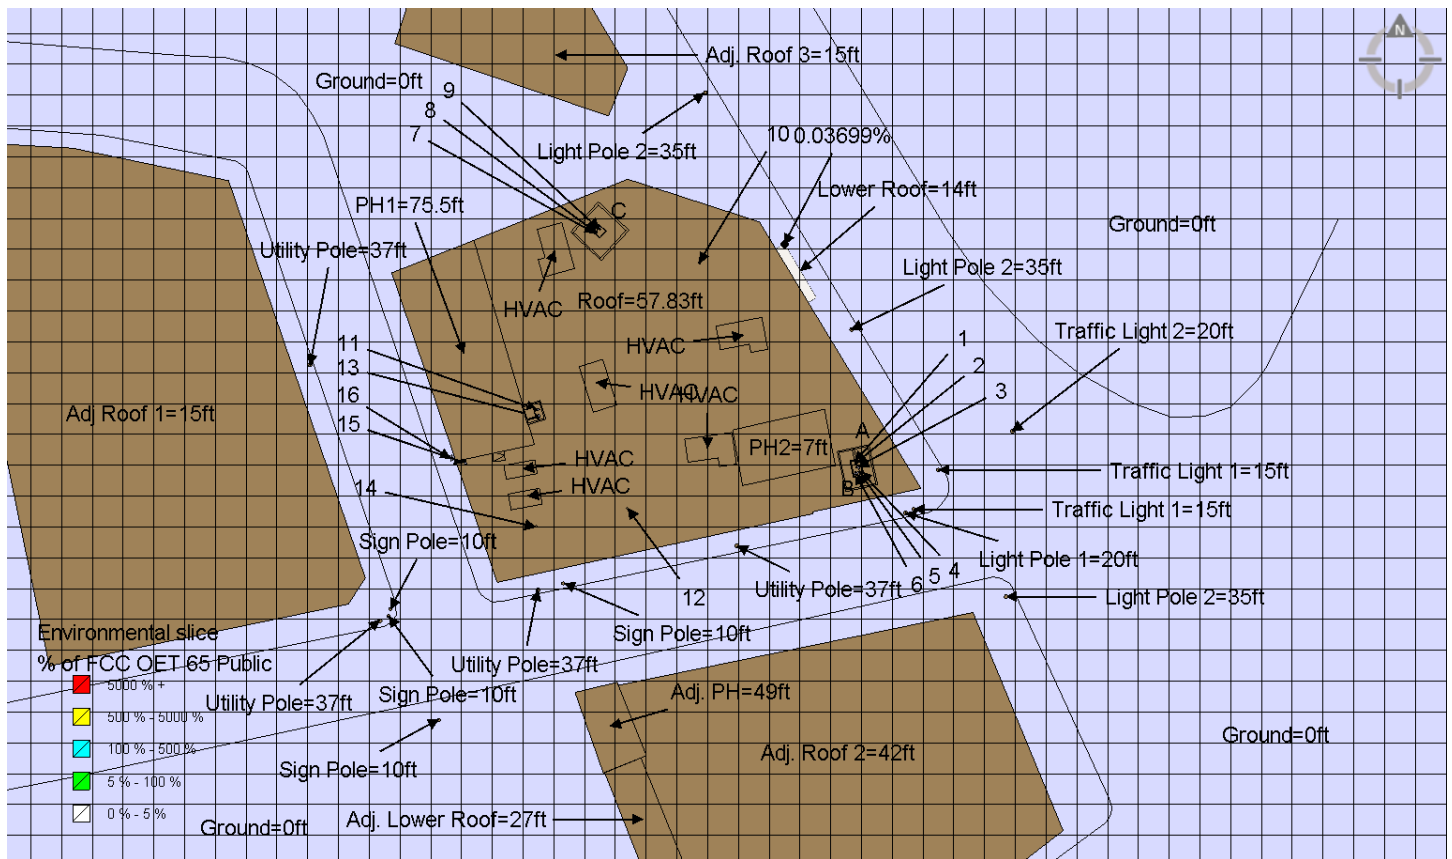 N
Adj. Roof 3=15ft
Ground=0ft
9
8
7
10
0.03699%
Light Pole 2=35ft
Lower Roof=14ft
PH1=75.5ft
C
Ground=0ft
Utility Pole=37ft
Light Pole 2=35ft
HVAC
Roof=57.83ft
Traffic Light 2=20ft
11
HVAC
1
13
2
16
HVAC
HVAC
3
Adj Roof 1=15ft
15
A
PH2=7ft
HVAC
Traffic Light 1=15ft
14
HVAC
B
Traffic Light 1=15ft
Sign Pole=10ft
Light Pole 1=20ft
12
Utility Pole=37ft
6
5
4
Light Pole 2=35ft
Environmental slice
Sign Pole=10ft
% of FCC OET 65 Public
Utility Pole=37ft
5000 % +
Utility Pole=37ft
Sign Pole=10ft
Adj. PH=49ft
500 % - 5000 %
100 % - 500 %
Sign Pole=10ft
Adj. Roof 2=42ft
Ground=0ft
5 % - 100 %
0 % - 5 %
Ground=0ft
Adj. Lower Roof=27ft